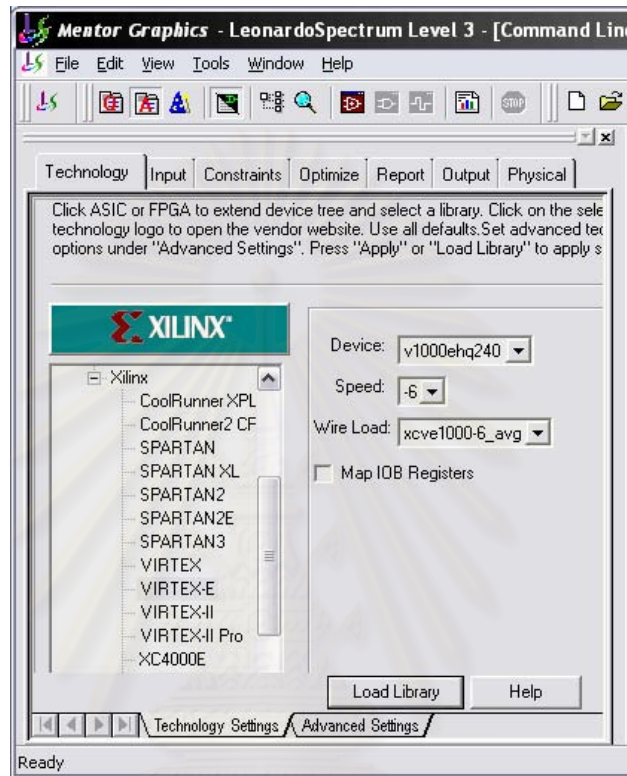 Mentor Graphics - LeonardoSpectrum Level 3 - [Command Line
File Edit View Tools Window Help
STOP
Technology Input Constraints Optimize Report Output Physical
Click ASIC or FPGA to extend device tree and select a library. Click on the sele
technology logo to open the vendor website. Use all defaults.Set advanced tec
options under "Advanced Settings". Press "Apply" or "Load Library" to apply s
XILINX®
Device: v1000ehq240
Speed: -6
Wire Load: xcve1000-6_avg
Map IOB Registers
Xilinx
CoolRunner XPL
CoolRunner2 CF
SPARTAN
SPARTAN XL
SPARTAN2
SPARTAN2E
SPARTAN3
VIRTEX
VIRTEX-E
VIRTEX-II
VIRTEX-II Pro
XC4000E
Load Library Help
Technology Settings Advanced Settings
Ready